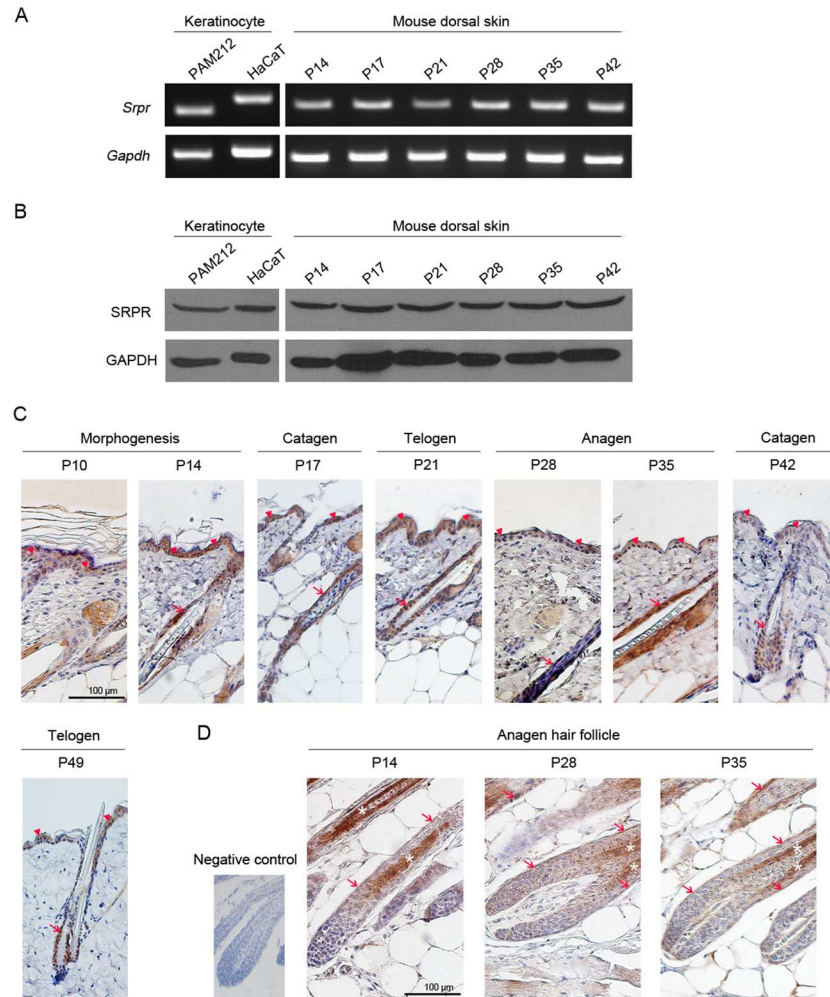 A
Keratinocyte Mouse dorsal skin
PAM212 HaCaT P14 P17 P21 P28 P35 P42
Srpr
Gapdh
B
Keratinocyte Mouse dorsal skin
PAM212 HaCaT P14 P17 P21 P28 P35 P42
SRPR
GAPDH
C
Morphogenesis Catagen Telogen Anagen Catagen
P10 P14 P17 P21 P28 P35 P42
100 μm
Telogen
P49
D
Anagen hair follicle
P14 P28 P35
Negative control
100 μm